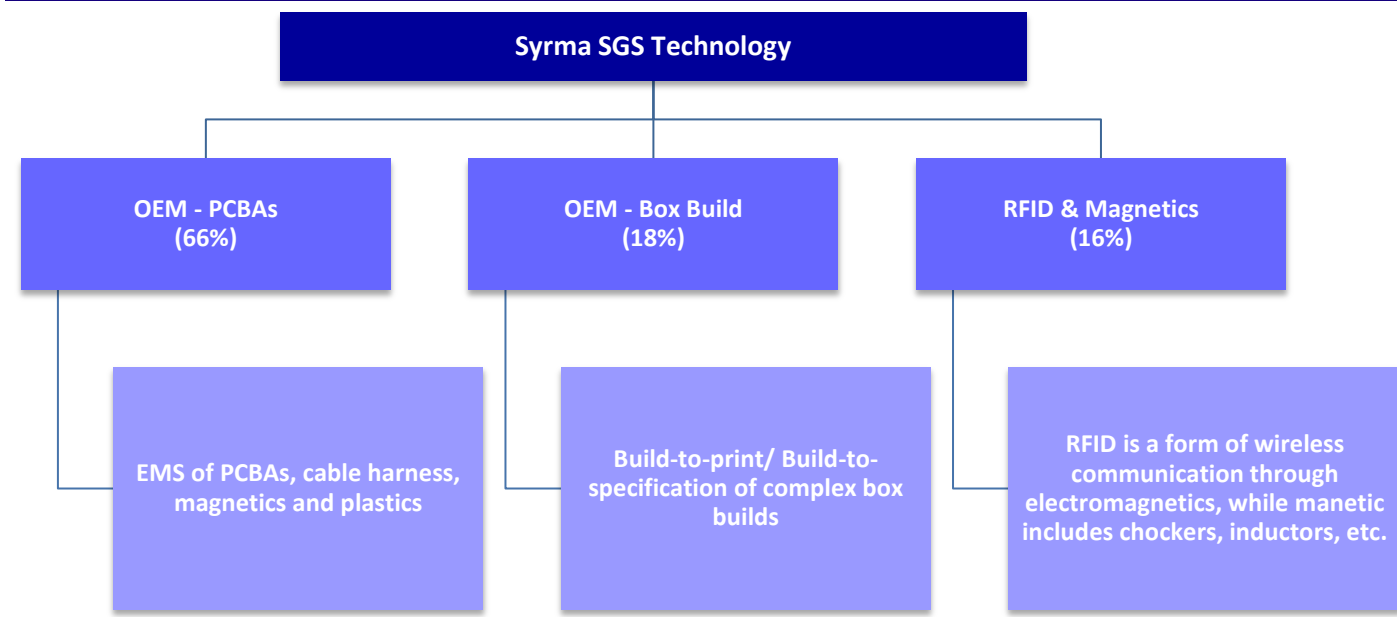 Syrma SGS Technology
OEM - PCBAs
(66%)
OEM - Box Build
(18%)
RFID & Magnetics
(16%)
EMS of PCBAs, cable harness,
magnetics and plastics
Build-to-print/ Build-to-
specification of complex box
builds
RFID is a form of wireless
communication through
electromagnetics, while manetic
includes chockers, inductors, etc.